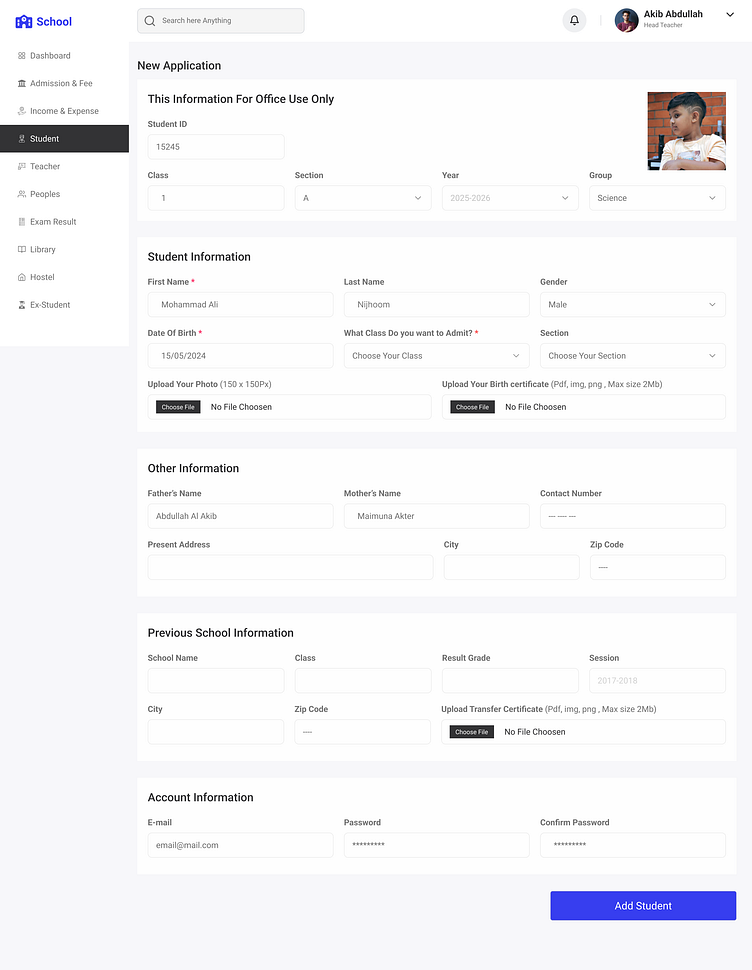 School
Search here Anything
Akib Abdullah
Head Teacher
Dashboard
Admission & Fee
Income & Expense
Student
Teacher
Peoples
Exam Result
Library
Hostel
Ex-Student
New Application
This Information For Office Use Only
Student ID
15245
Class Section Year Group
1 A 2025-2026 Science
Student Information
First Name * Last Name Gender
Mohammad Ali Nijhoom Male
Date Of Birth * What Class Do you want to Admit? * Section
15/05/2024 Choose Your Class Choose Your Section
Upload Your Photo (150 x 150Px) Upload Your Birth certificate (Pdf, img, png , Max size 2Mb)
Choose File No File Choosen Choose File No File Choosen
Other Information
Father's Name Mother's Name Contact Number
Abdullah Al Akib Maimuna Akter --- ---- ---
Present Address City Zip Code
----
Previous School Information
School Name Class Result Grade Session
2017-2018
City Zip Code Upload Transfer Certificate (Pdf, img, png , Max size 2Mb)
---- Choose File No File Choosen
Account Information
E-mail Password Confirm Password
email@mail.com ********* *********
Add Student